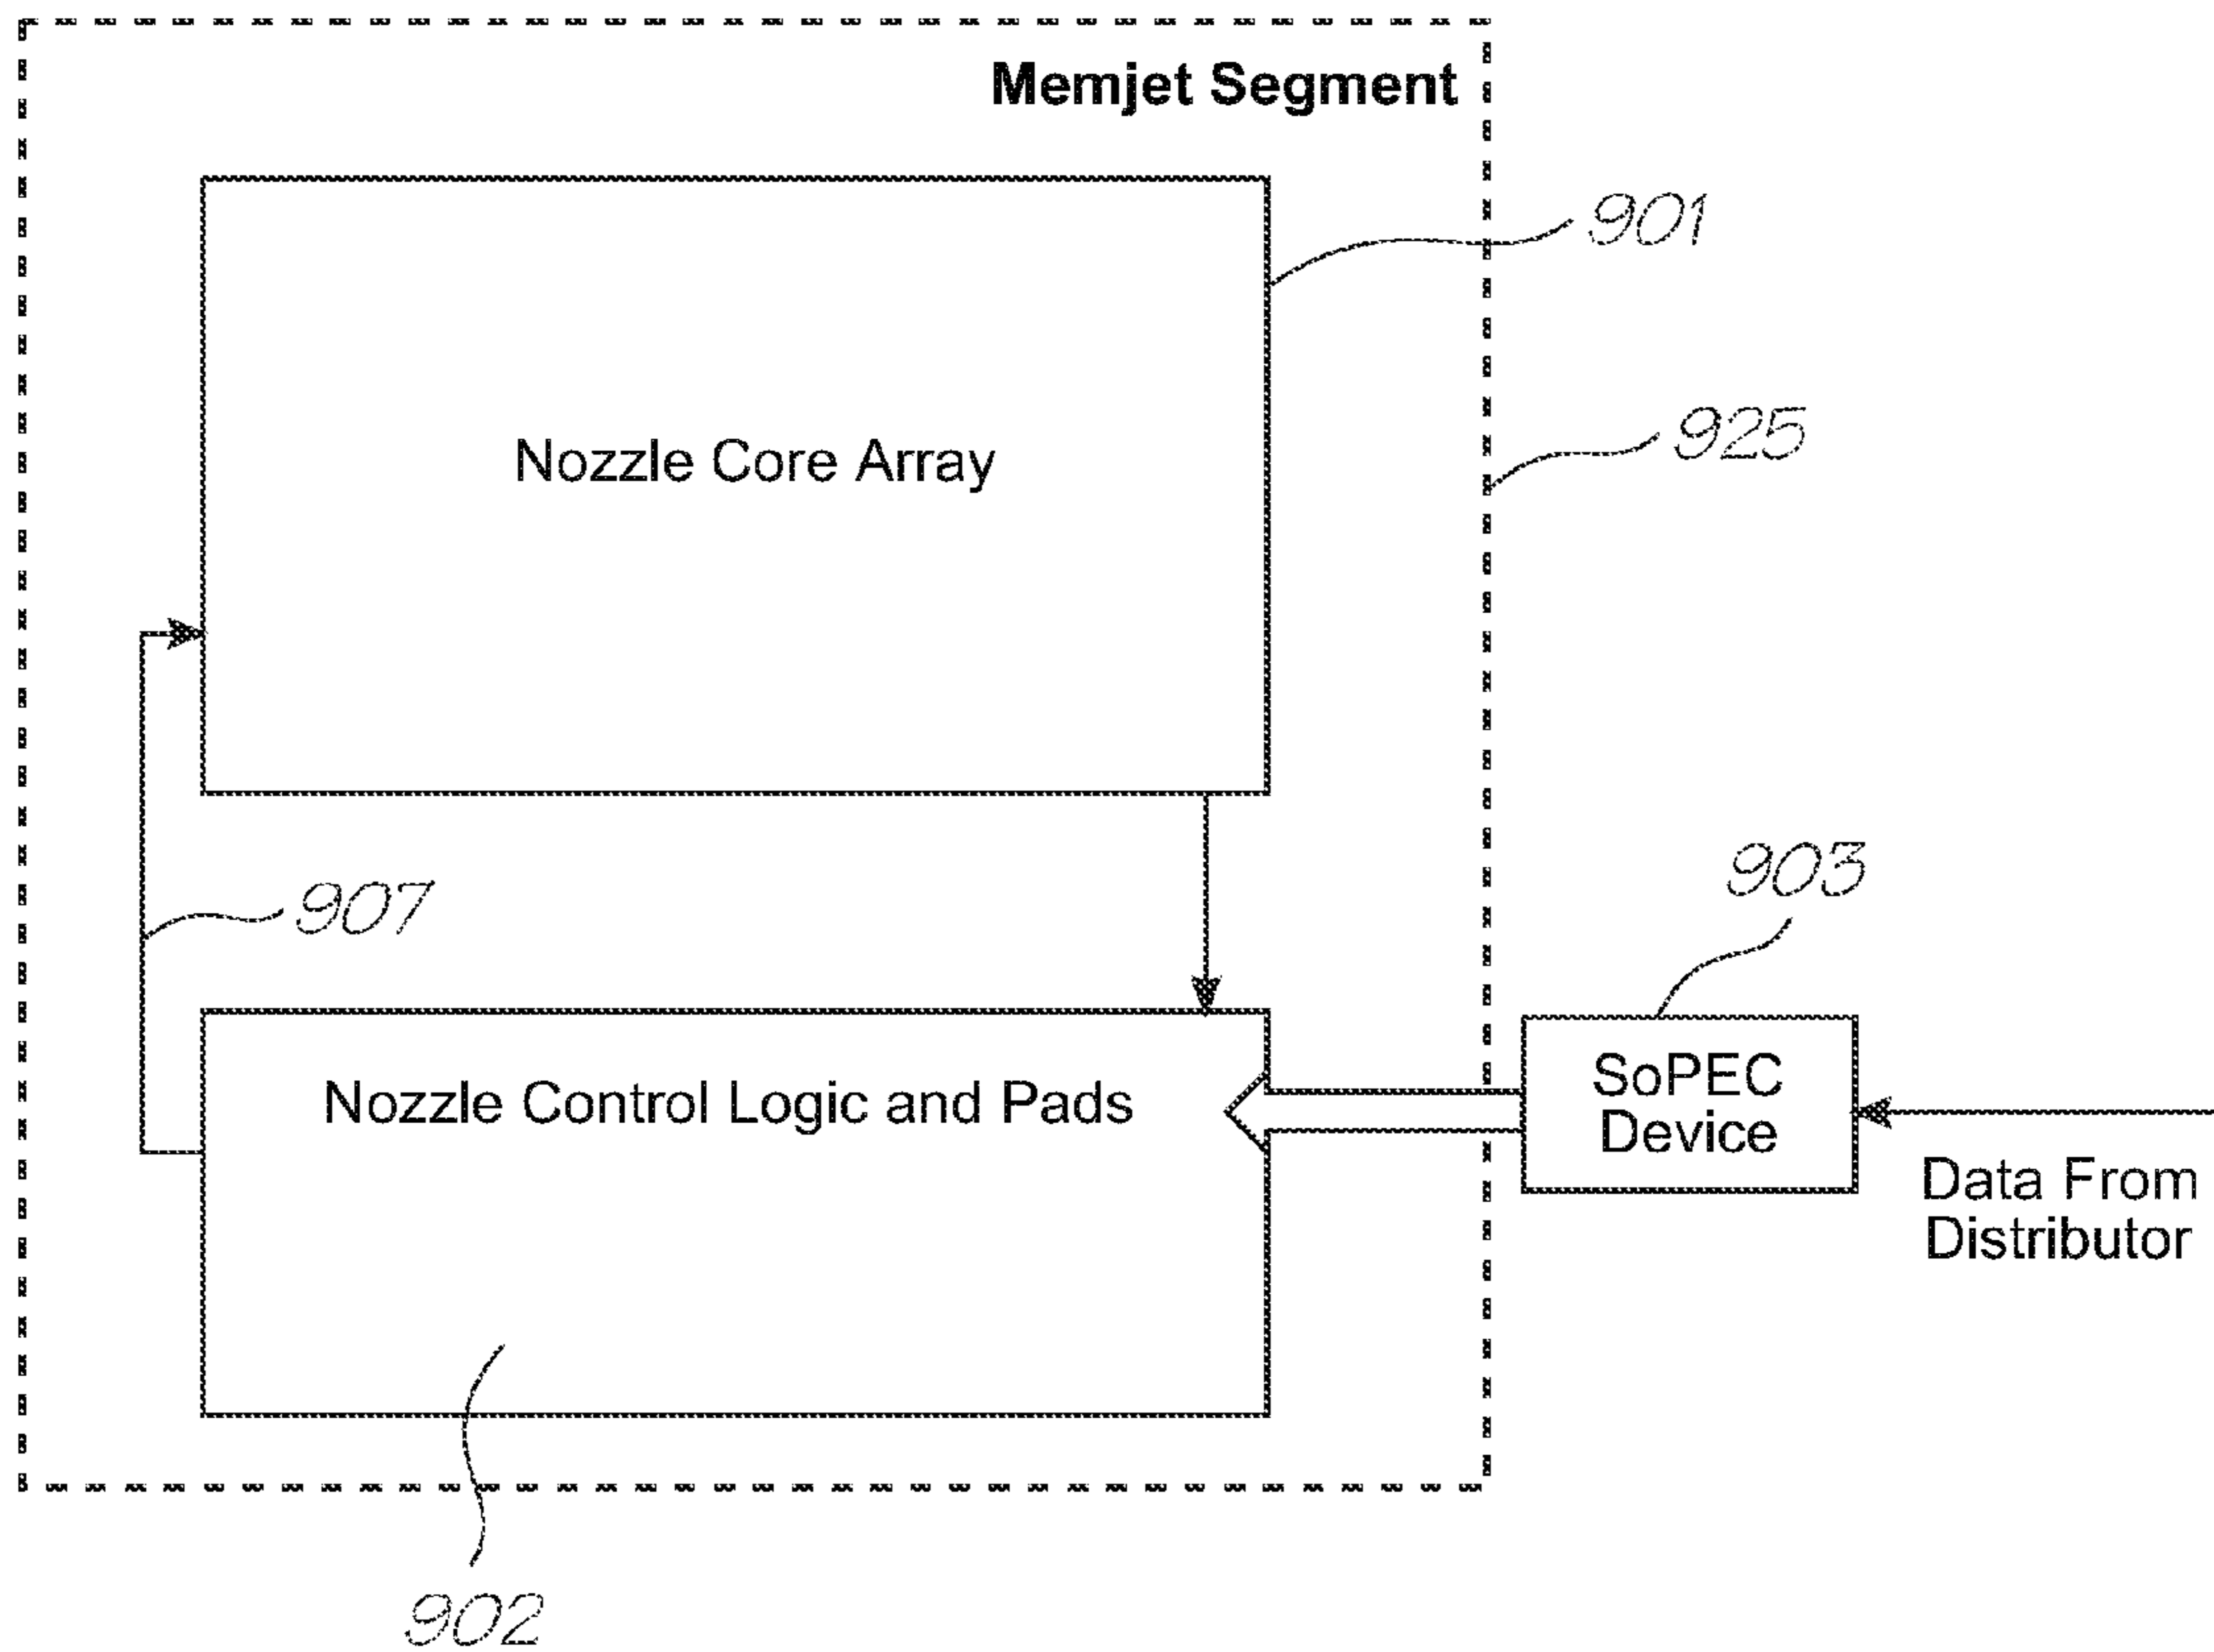 Memjet Segment
901
Nozzle Core Array
925
903
907
SoPEC
Device
Nozzle Control Logic and Pads
Data From
Distributor
902